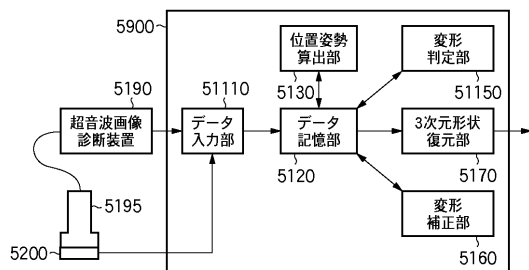 5900
位置姿勢
算出部
5130
変形
判定部
51150
5190
超音波画像
診断装置
51110
データ
入力部
データ
記憶部
5120
3次元形状
復元部
5170
5195
5200
変形
補正部
5160